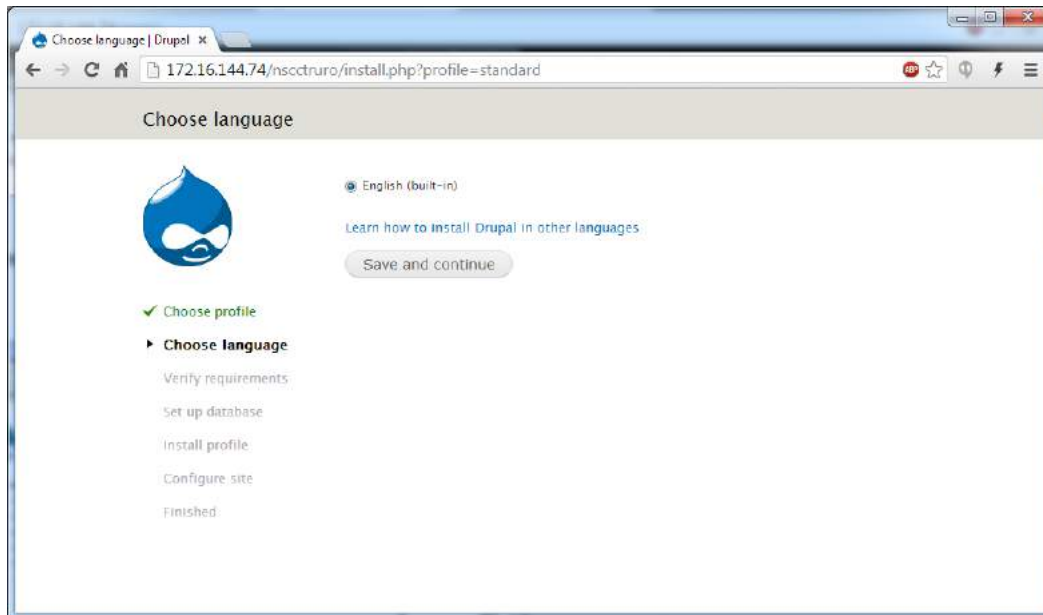 Choose language | Drupal
172.16.144.74/nscctruro/install.php?profile=standard
ABP
Choose language
English (built-in)
Learn how to install Drupal in other languages
Save and continue
Choose profile
Choose language
Verify requirements
Set up database
Install profile
Configure site
Finished